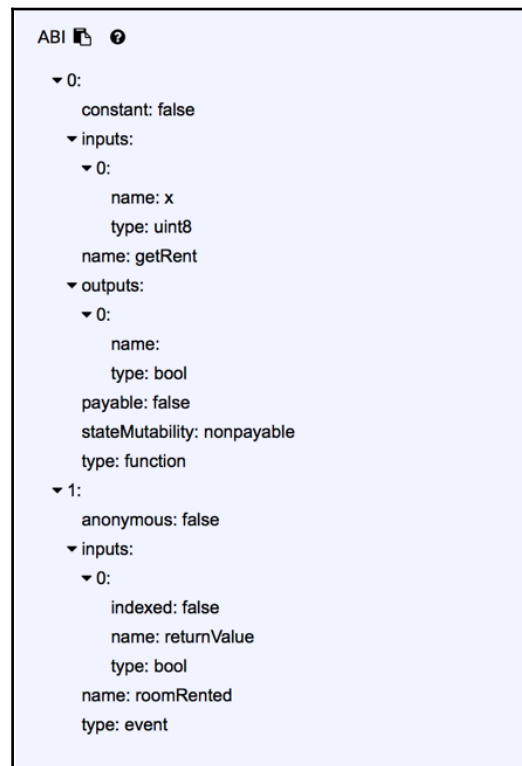 ABI
0:
constant: false
inputs:
0:
name: x
type: uint8
name: getRent
outputs:
0:
name:
type: bool
payable: false
stateMutability: nonpayable
type: function
1:
anonymous: false
inputs:
0:
indexed: false
name: returnValue
type: bool
name: roomRented
type: event